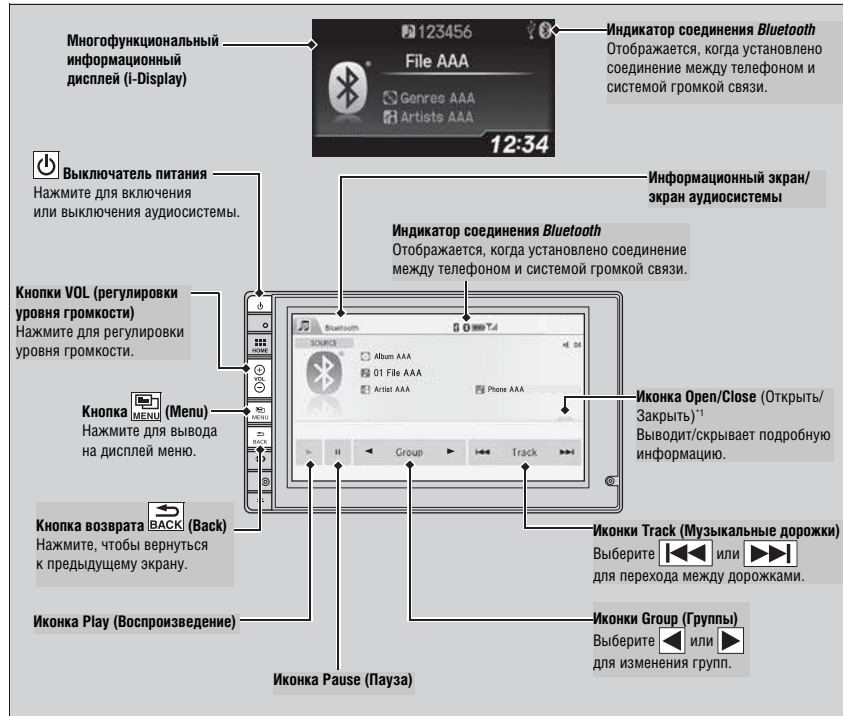 Многофункциональный
информационный
дисплей (i-Display)
123456
File AAA
Genres AAA
Artists AAA
12:34
Индикатор соединения Bluetooth
Отображается, когда установлено
соединение между телефоном и
системой громкой связи.
Выключатель питания
Нажмите для включения
или выключения аудиосистемы.
Информационный экран/
экран аудиосистемы
Индикатор соединения Bluetooth
Отображается, когда установлено соединение
между телефоном и системой громкой связи.
Кнопки VOL (регулировки
уровня громкости)
Нажмите для регулировки
уровня громкости.
HOME
VOL
MENU
BACK
Bluetooth
SOURCE
Album AAA
01 File AAA
Artist AAA
Phone AAA
Group
Track
Кнопка MENU (Menu)
Нажмите для вывода
на дисплей меню.
Иконка Open/Close (Открыть/
Закрыть)*1
Выводит/скрывает подробную
информацию.
Кнопка возврата BACK (Back)
Нажмите, чтобы вернуться
к предыдущему экрану.
Иконки Track (Музыкальные дорожки)
Выберите или
для перехода между дорожками.
Иконка Play (Воспроизведение)
Иконки Group (Группы)
Выберите или
для изменения групп.
Иконка Pause (Пауза)